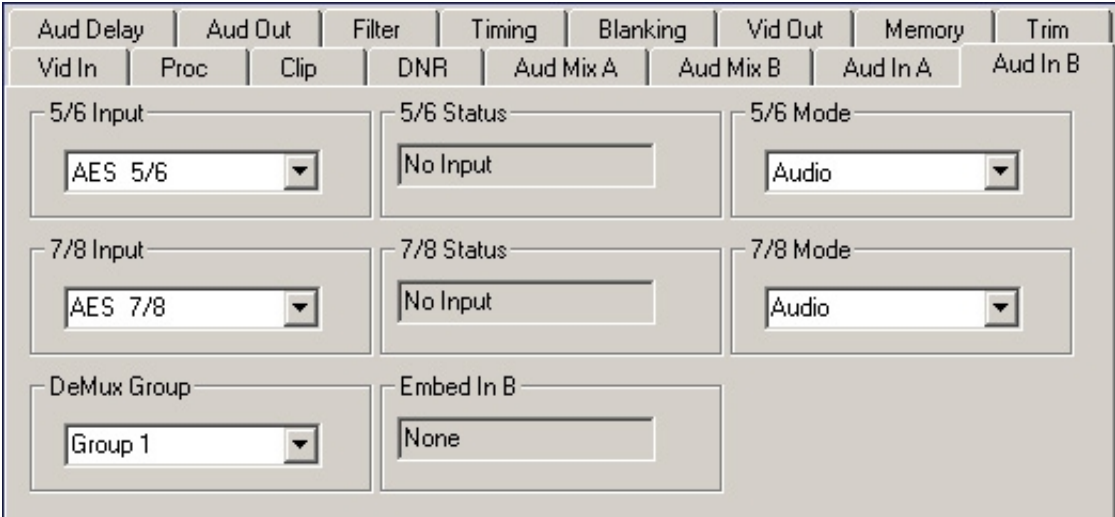 Aud Delay Aud Out Filter Timing Blanking Vid Out Memory Trim
Vid In Proc Clip DNR Aud Mix A Aud Mix B Aud In A Aud In B
5/6 Input 5/6 Status 5/6 Mode
AES 5/6 No Input Audio
7/8 Input 7/8 Status 7/8 Mode
AES 7/8 No Input Audio
DeMux Group Embed In B
Group 1 None